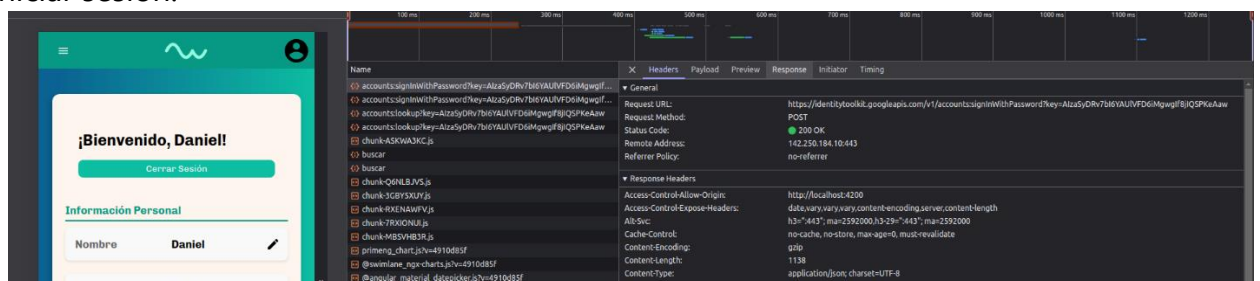 iniciar sesión.
100 ms 200 ms 300 ms 400 ms 500 ms 600 ms 700 ms 800 ms 900 ms 1000 ms 1100 ms 1200 ms
¡Bienvenido, Daniel!
Cerrar Sesión
Información Personal
Nombre Daniel
Name
accounts:signInWithPassword?key=
accounts:signInWithPassword?key=
accounts:lookup?key=
accounts:lookup?key=
chunk-ASKWA3KC.js
buscar
buscar
chunk-Q6NLBJVS.js
chunk-3GBYSXUY.js
chunk-RXENAWFV.js
chunk-7RXIONUI.js
chunk-MBSVHB3R.js
primeng_chart.js?v=4910d85f
@swimlane_ngx-charts.js?v=4910d85f
@angular_material_datepicker.js?v=4910d85f
Headers Payload Preview Response Initiator Timing
General
Request URL: https://identitytoolkit.googleapis.com/v1/accounts:signInWithPassword?key=
Request Method: POST
Status Code: 200 OK
Remote Address: 142.250.184.10:443
Referrer Policy: no-referrer
Response Headers
Access-Control-Allow-Origin: http://localhost:4200
Access-Control-Expose-Headers: date,vary,vary,vary,content-encoding,server,content-length
Alt-Svc: h3=":443"; ma=2592000,h3-29=":443"; ma=2592000
Cache-Control: no-cache, no-store, max-age=0, must-revalidate
Content-Encoding: gzip
Content-Length: 1138
Content-Type: application/json; charset=UTF-8